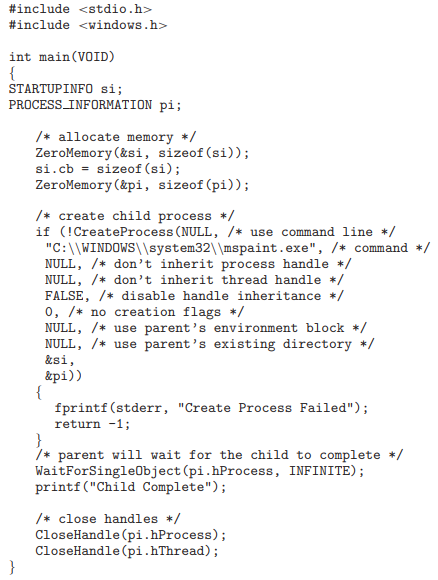 #include <stdio.h>
#include <windows.h>
int main(VOID)
{
STARTUPINFO si;
PROCESS_INFORMATION pi;
/* allocate memory */
ZeroMemory(&si, sizeof(si));
si.cb = sizeof(si);
ZeroMemory(&pi, sizeof(pi));
/* create child process */
if (!CreateProcess(NULL, /* use command line */
"C:\\WINDOWS\\system32\\mspaint.exe", /* command */
NULL, /* don't inherit process handle */
NULL, /* don't inherit thread handle */
FALSE, /* disable handle inheritance */
0, /* no creation flags */
NULL, /* use parent's environment block */
NULL, /* use parent's existing directory */
&si,
&pi))
{
fprintf(stderr, "Create Process Failed");
return -1;
}
/* parent will wait for the child to complete */
WaitForSingleObject(pi.hProcess, INFINITE);
printf("Child Complete");
/* close handles */
CloseHandle(pi.hProcess);
CloseHandle(pi.hThread);
}